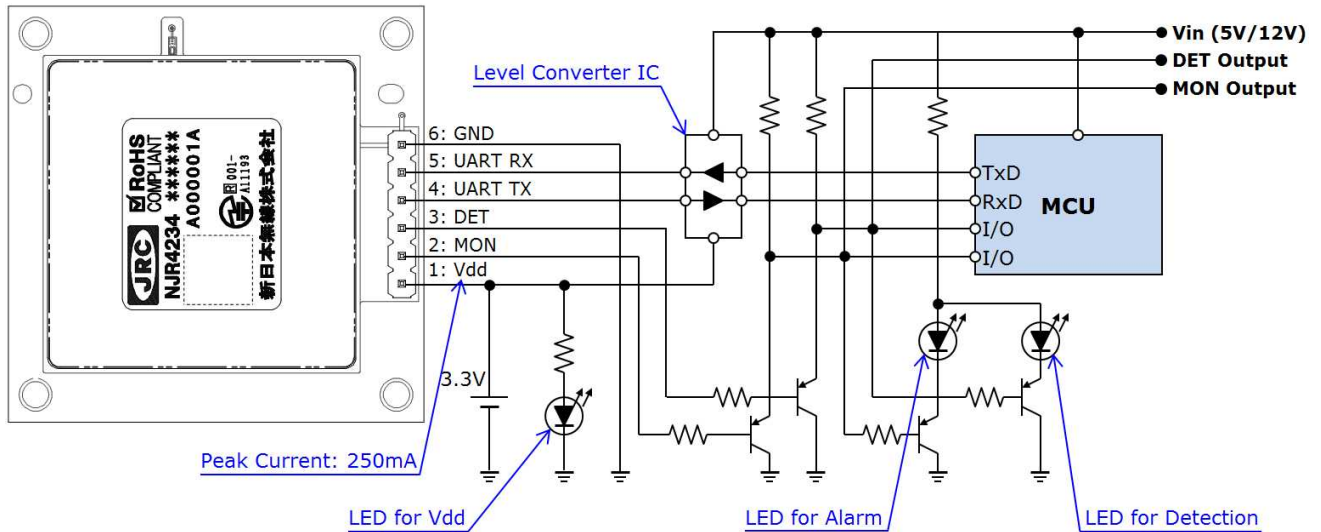 JRC
RoHS
COMPLIANT
NJR4234 ******
A000001A
R 001-
A11193
新日本無線株式会社
6: GND
5: UART RX
4: UART TX
3: DET
2: MON
1: Vdd
Level Converter IC
Vin (5V/12V)
DET Output
MON Output
TxD
RxD
I/O
I/O
MCU
3.3V
Peak Current: 250mA
LED for Vdd
LED for Alarm
LED for Detection